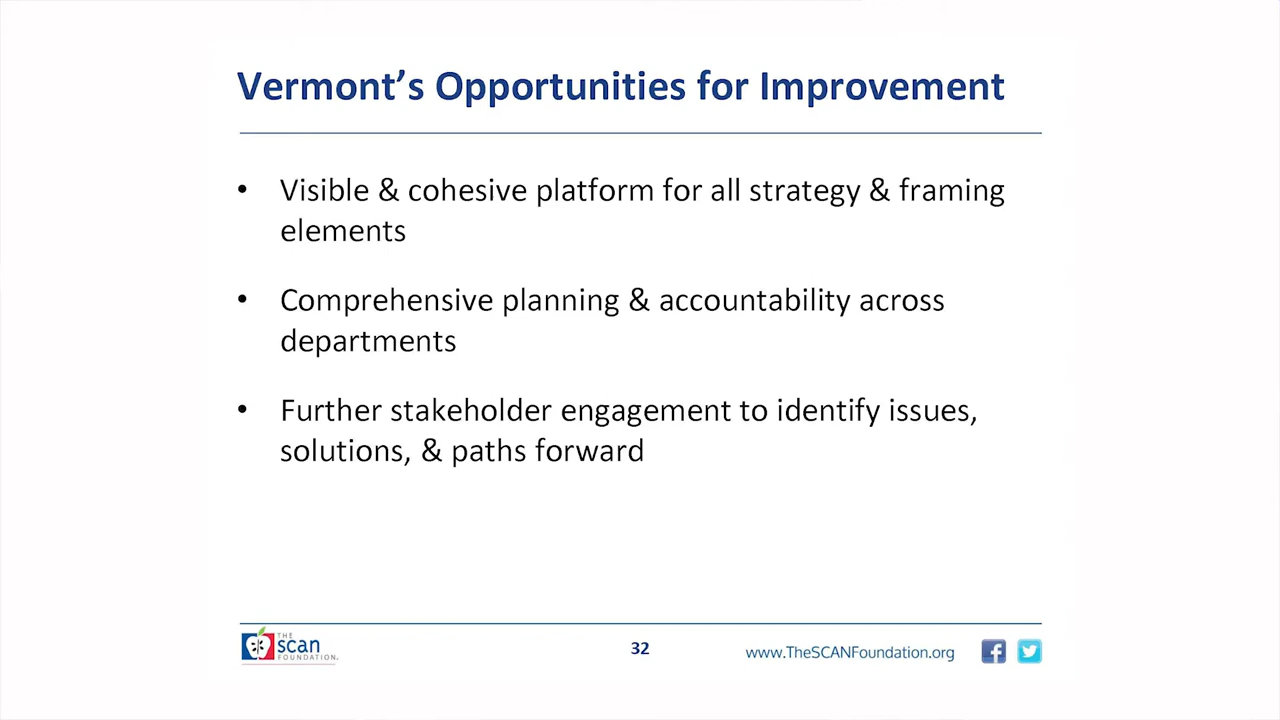 Vermont’s Opportunities for Improvement
• Visible & cohesive platform for all strategy & framing
elements
• Comprehensive planning & accountability across
departments
• Further stakeholder engagement to identify issues,
solutions, & paths forward
THE
scan
FOUNDATION.
32
www.TheSCANFoundation.org